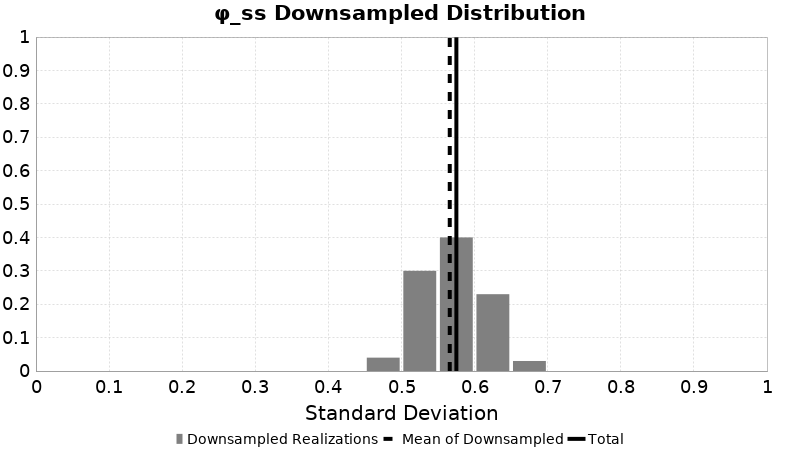 φ_ss Downsampled Distribution
1
0.9
0.8
0.7
0.6
0.5
0.4
0.3
0.2
0.1
0
0 0.1 0.2 0.3 0.4 0.5 0.6 0.7 0.8 0.9 1
Standard Deviation
Downsampled Realizations Mean of Downsampled Total